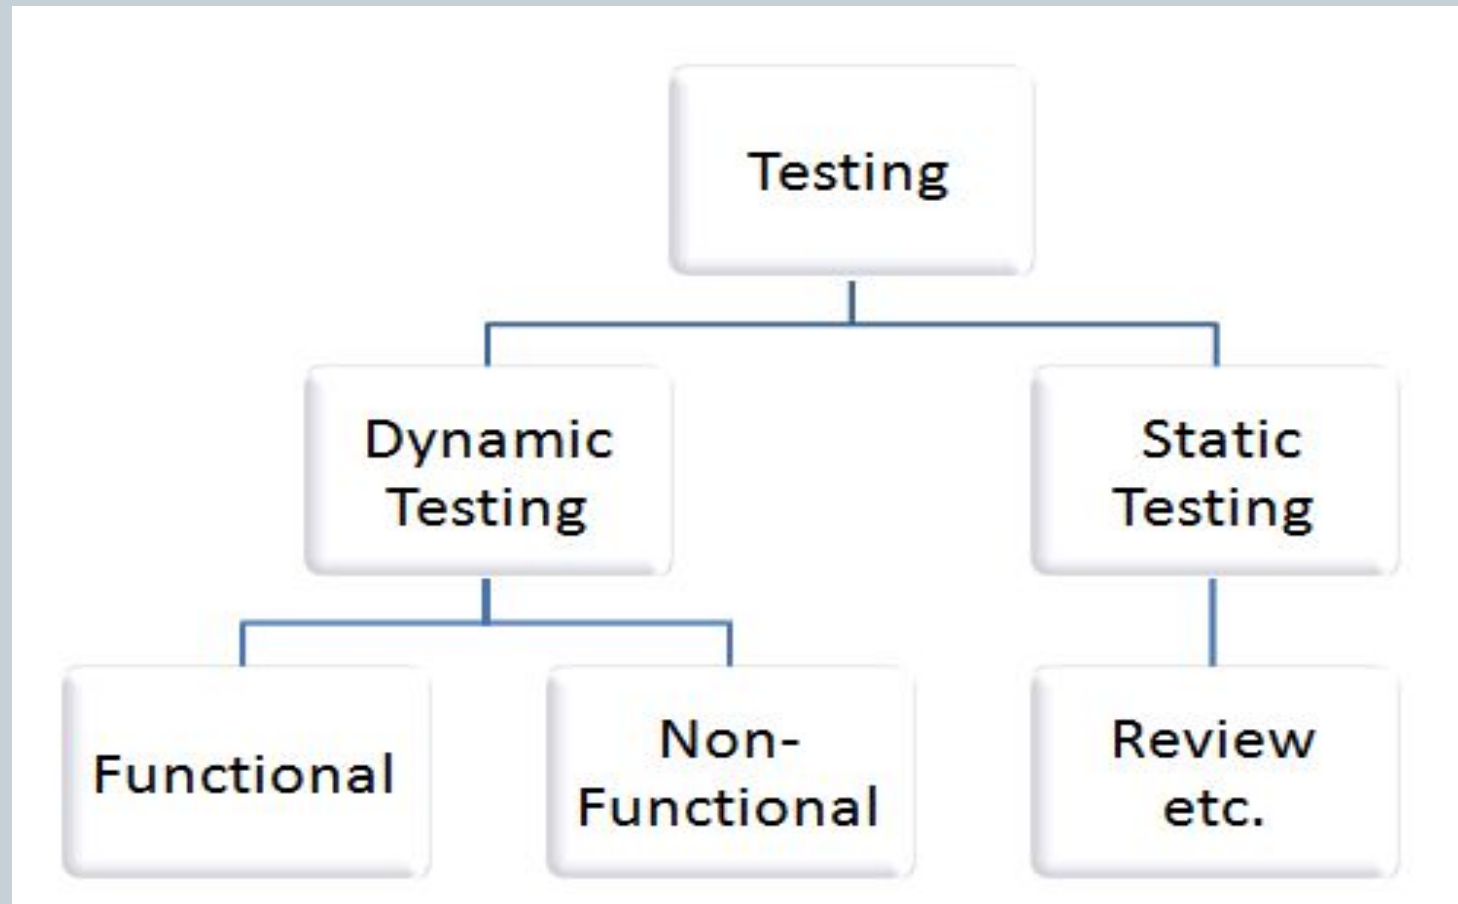 Testing
Dynamic
Testing
Static
Testing
Functional
Non-
Functional
Review
etc.